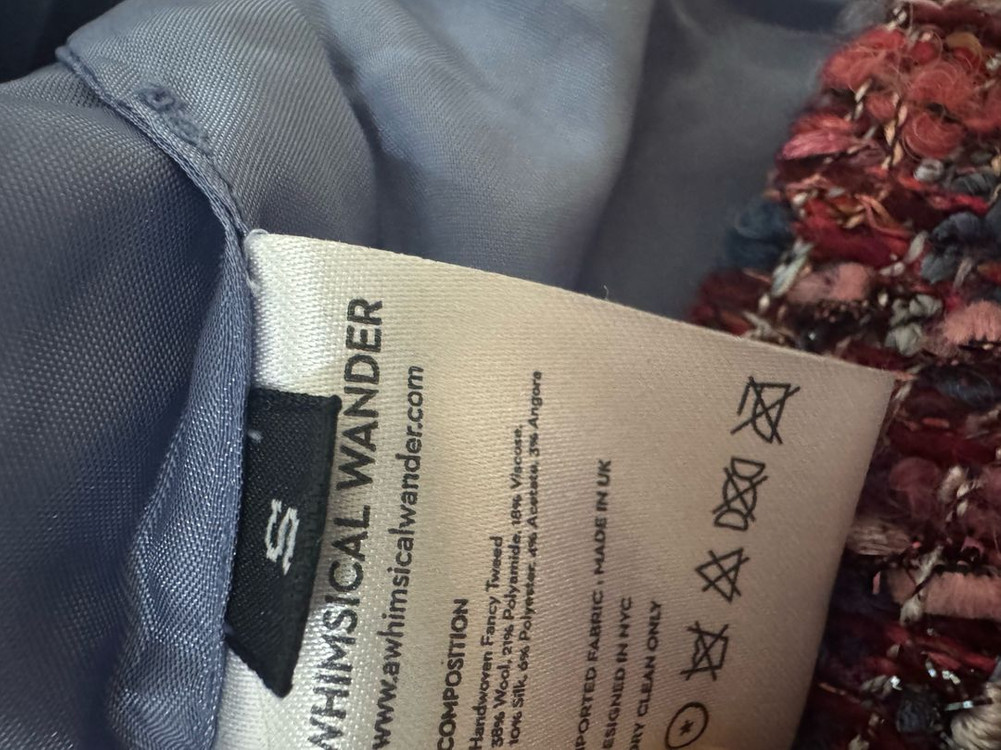 S
WHIMSICAL WANDER
www.awhimsicalwander.com
COMPOSITION
Handwoven Fancy Tweed
38% Wool, 21% Polyamide, 18% Viscose,
10% Silk, 6% Polyester, 4% Acetate, 3% Angora
IMPORTED FABRIC : MADE IN UK
DESIGNED IN NYC
DRY CLEAN ONLY